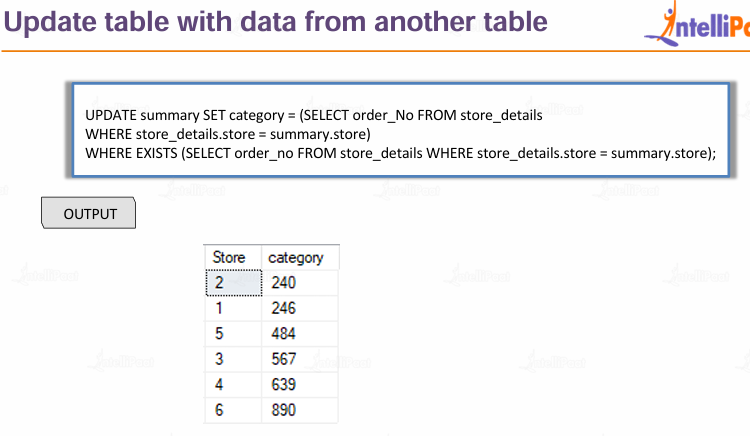 Update table with data from another table
IntelliPa
UPDATE summary SET category = (SELECT order_No FROM store_details
WHERE store_details.store = summary.store)
WHERE EXISTS (SELECT order_no FROM store_details WHERE store_details.store = summary.store);
OUTPUT
Store category
2 240
1 246
5 484
3 567
4 639
6 890